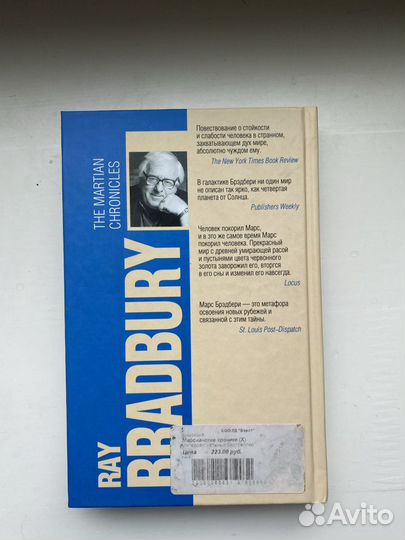 THE MARTIAN
CHRONICLES
RAY
BRADBURY
Повествование о стойкости
и слабости человека в странном,
захватывающем дух мире,
абсолютно чуждом ему.
The New York Times Book Review
В галактике Брэдбери ни один мир
не описан так ярко, как четвертая
планета от Солнца.
Publishers Weekly
Человек покорил Марс,
и в это же самое время Марс
покорил человека. Прекрасный
мир с древней умирающей расой
и пустынями цвета червонного
золота заворожил его, вторгся
в его сны и изменил его навсегда.
Locus
Марс Брэдбери — это метафора
освоения новых рубежей и
связанной с этим тайны.
St. Louis Post–Dispatch
Марсианские хроники (Х)
Цена 223.00 руб.
Avito